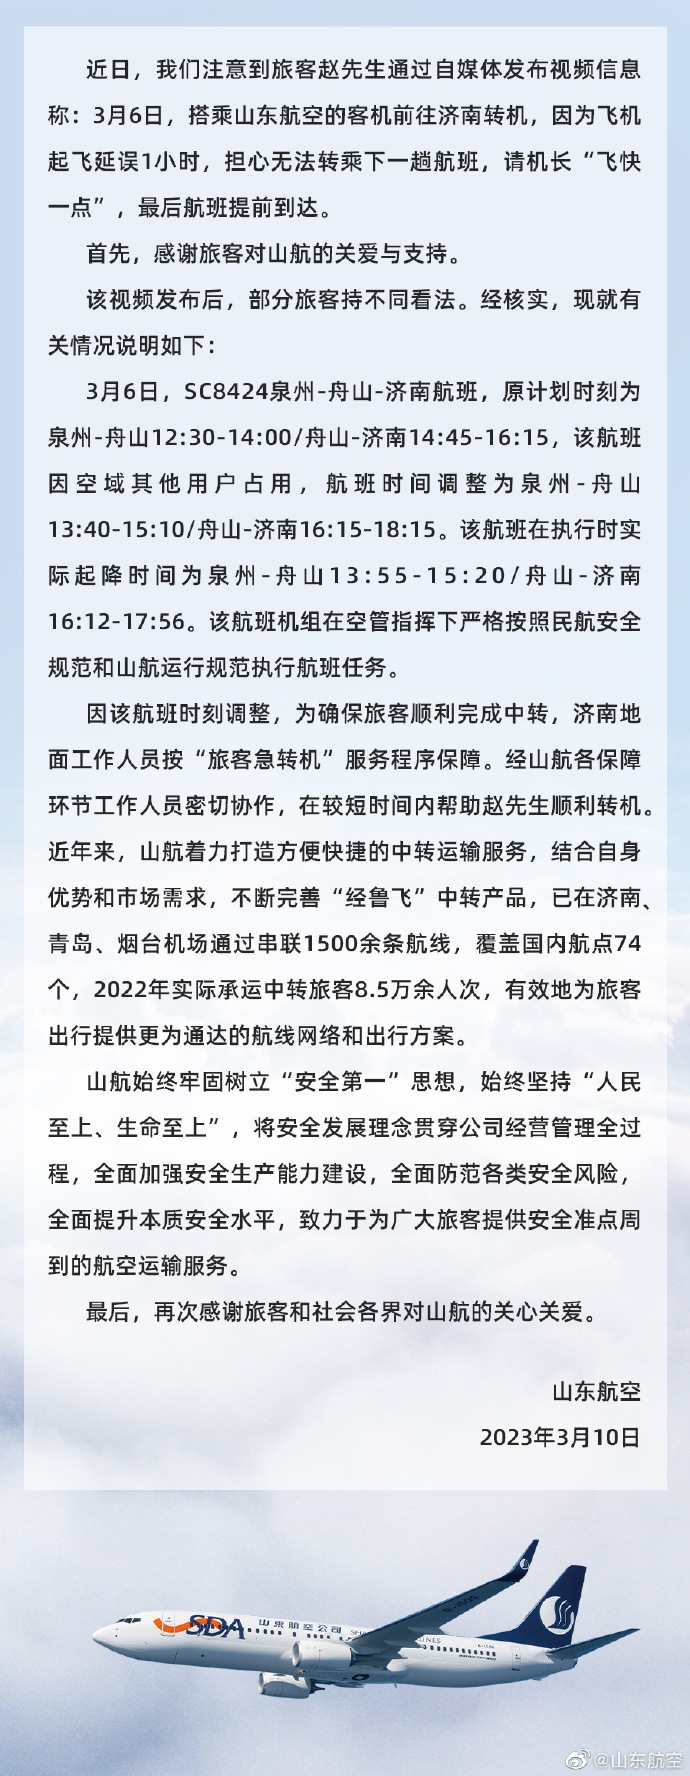 近日，我们注意到旅客赵先生通过自媒体发布视频信息
称：3月6日，搭乘山东航空的客机前往济南转机，因为飞机
起飞延误1小时，担心无法转乘下一趟航班，请机长“飞快
一点”，最后航班提前到达。
首先，感谢旅客对山航的关爱与支持。
该视频发布后，部分旅客持不同看法。经核实，现就有
关情况说明如下：
3月6日，SC8424泉州-舟山-济南航班，原计划时刻为
泉州-舟山12:30-14:00/舟山-济南14:45-16:15，该航班
因空域其他用户占用，航班时间调整为泉州-舟山
13:40-15:10/舟山-济南16:15-18:15。该航班在执行时实
际起降时间为泉州-舟山13:55-15:20/舟山-济南
16:12-17:56。该航班机组在空管指挥下严格按照民航安全
规范和山航运行规范执行航班任务。
因该航班时刻调整，为确保旅客顺利完成中转，济南地
面工作人员按“旅客急转机”服务程序保障。经山航各保障
环节工作人员密切协作，在较短时间内帮助赵先生顺利转机。
近年来，山航着力打造方便快捷的中转运输服务，结合自身
优势和市场需求，不断完善“经鲁飞”中转产品，已在济南、
青岛、烟台机场通过串联1500余条航线，覆盖国内航点74
个，2022年实际承运中转旅客8.5万余人次，有效地为旅客
出行提供更为通达的航线网络和出行方案。
山航始终牢固树立“安全第一”思想，始终坚持“人民
至上、生命至上”，将安全发展理念贯穿公司经营管理全过
程，全面加强安全生产能力建设，全面防范各类安全风险，
全面提升本质安全水平，致力于为广大旅客提供安全准点周
到的航空运输服务。
最后，再次感谢旅客和社会各界对山航的关心关爱。
山东航空
2023年3月10日
SDA 山东航空公司
@山东航空